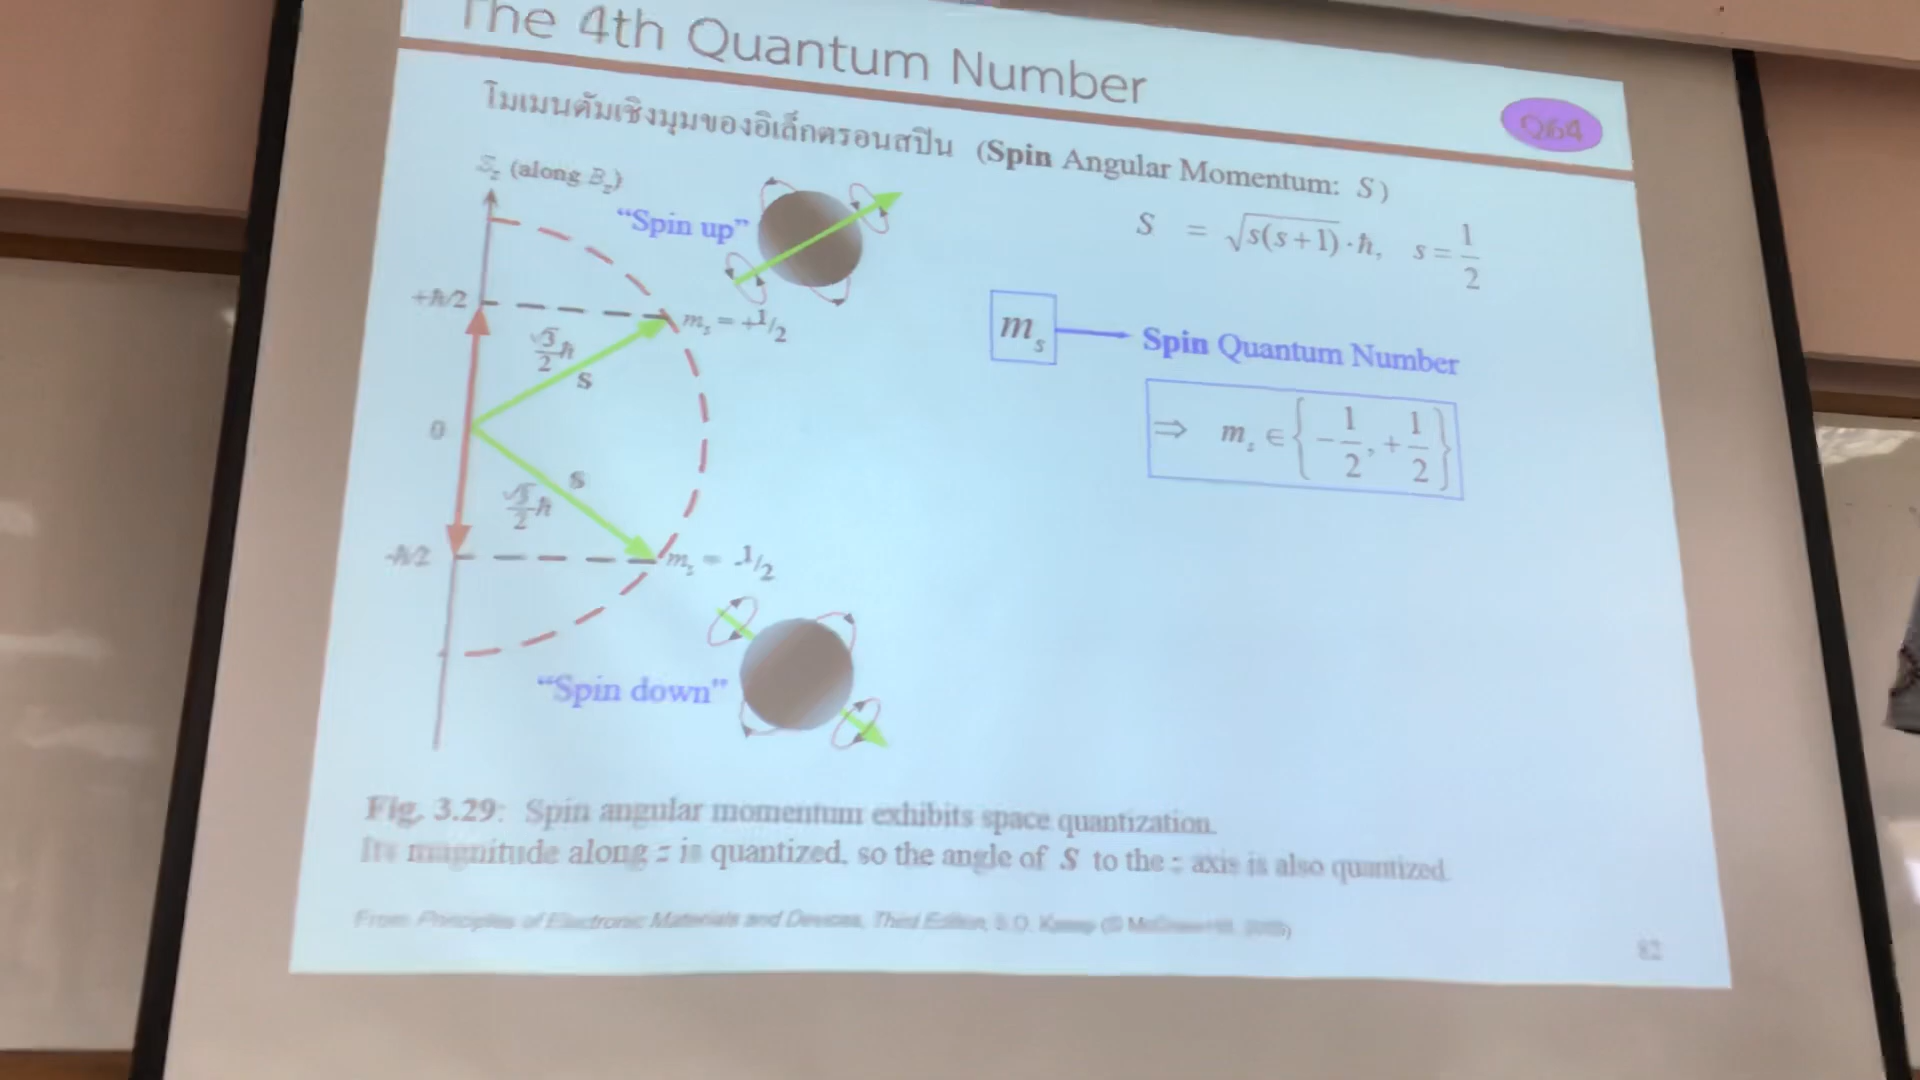 The 4th Quantum Number
Q64
โมเมนตัมเชิงมุมของอิเล็กตรอนสปิน (Spin Angular Momentum: S)
S = √s(s+1)·ħ, s = 1/2
S_z (along B_z)
"Spin up"
+ħ/2
m_s = +1/2
√3/2 ħ
S
m_s
Spin Quantum Number
⇒ m_s ∈ {-1/2, +1/2}
0
S
√3/2 ħ
-ħ/2
m_s = -1/2
"Spin down"
Fig. 3.29: Spin angular momentum exhibits space quantization.
Its magnitude along z is quantized, so the angle of S to the z axis is also quantized.
From Principles of Electronic Materials and Devices, Third Edition, S.O. Kasap (© McGraw-Hill, 2005)
82